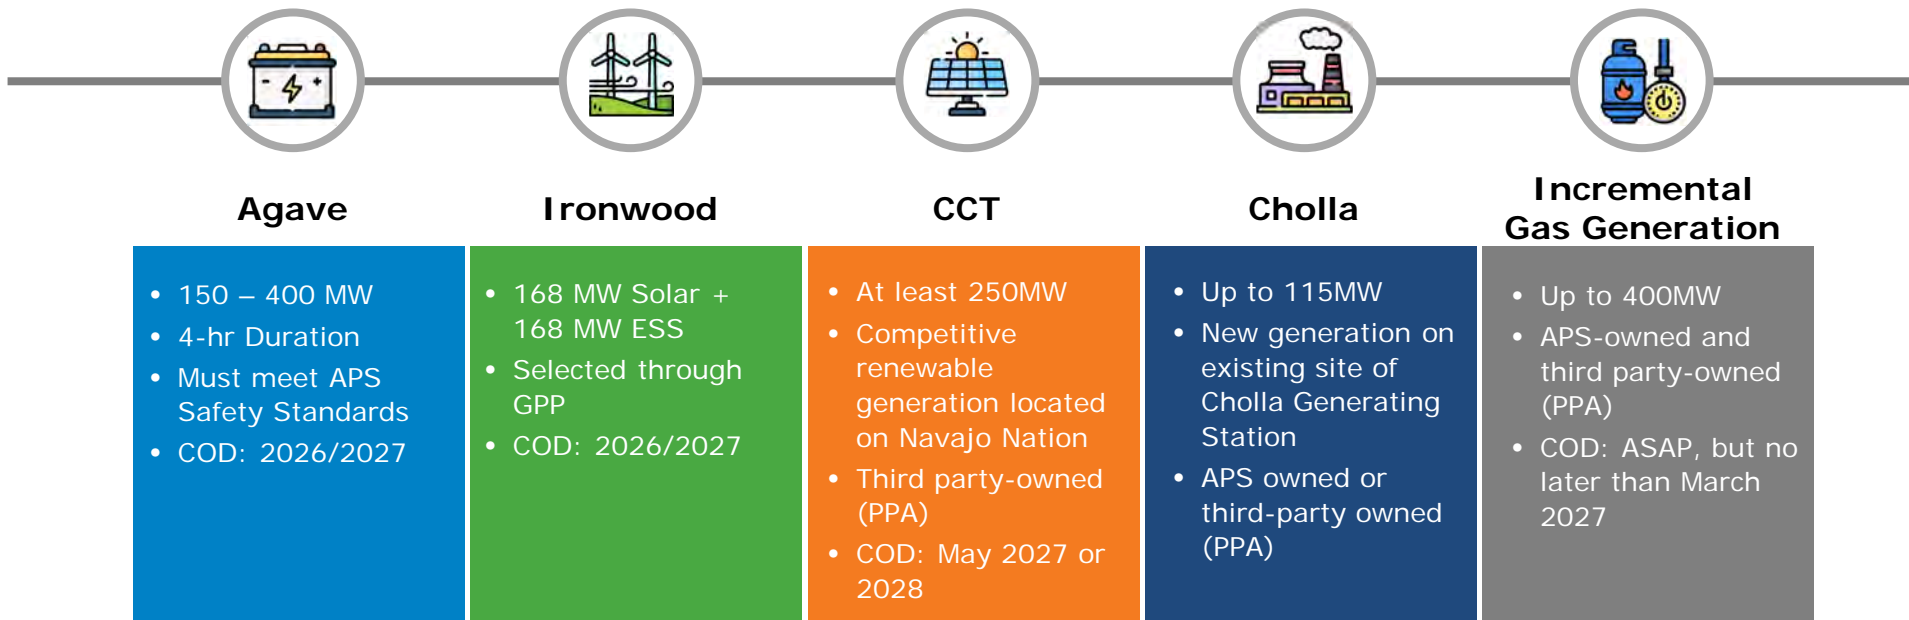 Agave
• 150 – 400 MW
• 4-hr Duration
• Must meet APS
Safety Standards
• COD: 2026/2027
Ironwood
• 168 MW Solar +
168 MW ESS
• Selected through
GPP
• COD: 2026/2027
CCT
• At least 250MW
• Competitive
renewable
generation located
on Navajo Nation
• Third party-owned
(PPA)
• COD: May 2027 or
2028
Cholla
• Up to 115MW
• New generation on
existing site of
Cholla Generating
Station
• APS owned or
third-party owned
(PPA)
Incremental
Gas Generation
• Up to 400MW
• APS-owned and
third party-owned
(PPA)
• COD: ASAP, but no
later than March
2027